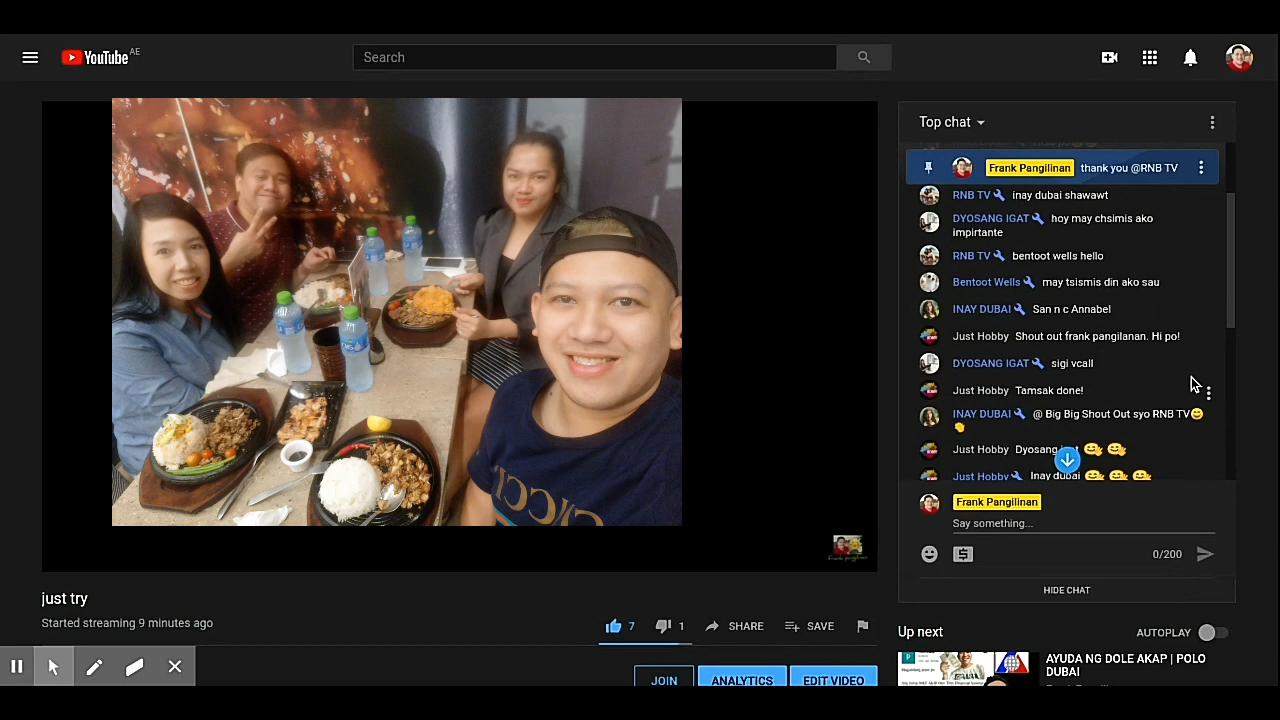 YouTube AE
Search
Top chat
Frank Pangilinan thank you @RNB TV
RNB TV inay dubai shawawt
DYOSANG IGAT hoy may chsimis ako
impirtante
RNB TV bentoot wells hello
Bentoot Wells may tsismis din ako sau
INAY DUBAI San n c Annabel
Just Hobby Shout out frank pangilanan. Hi po!
DYOSANG IGAT sigi vcall
Just Hobby Tamsak done!
INAY DUBAI @ Big Big Shout Out syo RNB TV😄
👏
Just Hobby Dyosang 🥰 🥰
Just Hobby Inay dubai 🥰 🥰 🥰
Frank Pangilinan
Say something...
0/200
HIDE CHAT
GUCCI
just try
Started streaming 9 minutes ago
7 1 SHARE SAVE
JOIN ANALYTICS EDIT VIDEO
Up next AUTOPLAY
AYUDA NG DOLE AKAP | POLO
DUBAI